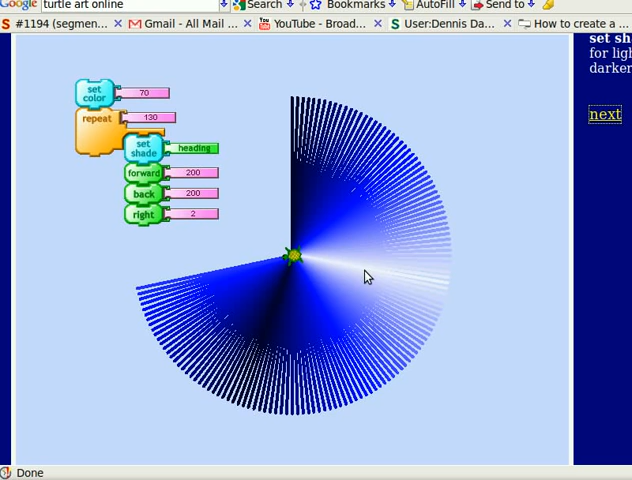 Google turtle art online Search Bookmarks AutoFill Send to
#1194 (segmen... Gmail - All Mail ... YouTube - Broad... User:Dennis Da... How to create a ...
set sha
for ligh
darker
next
set color 70
repeat 130
set shade heading
forward 200
back 200
right 2
Done